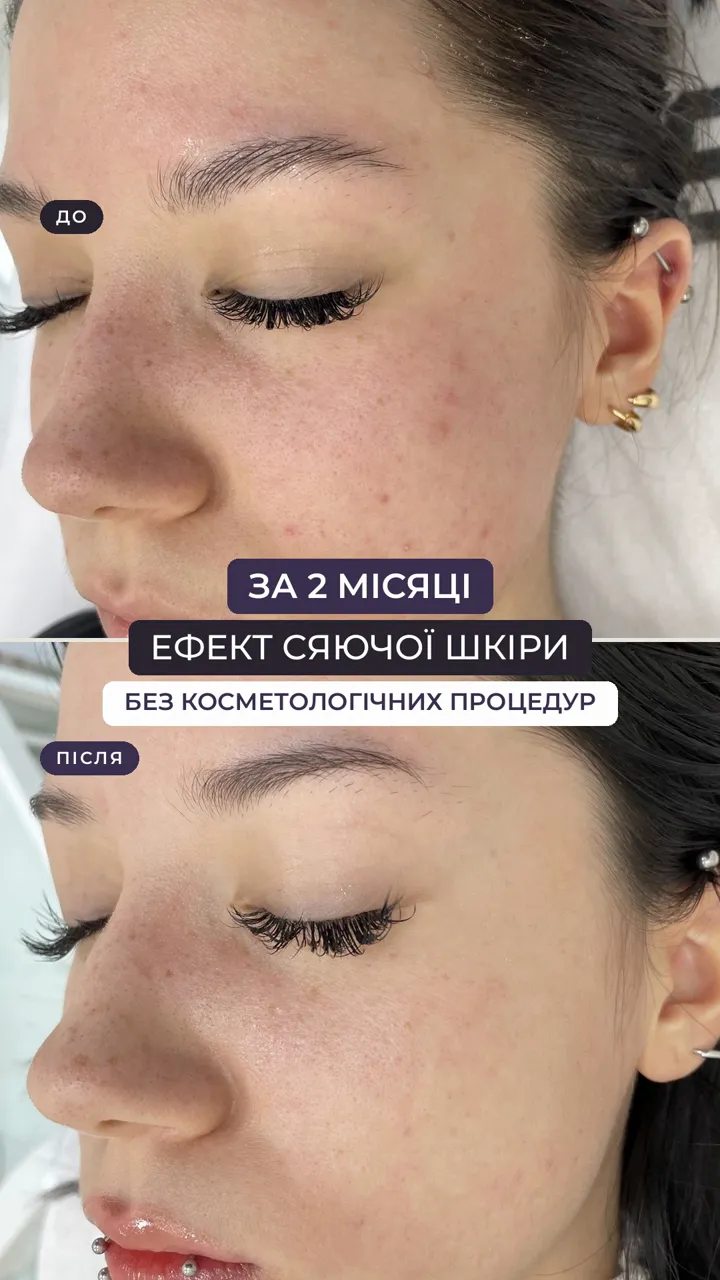 ДО
ЗА 2 МІСЯЦІ
ЕФЕКТ СЯЮЧОЇ ШКІРИ
БЕЗ КОСМЕТОЛОГІЧНИХ ПРОЦЕДУР
ПІСЛЯ